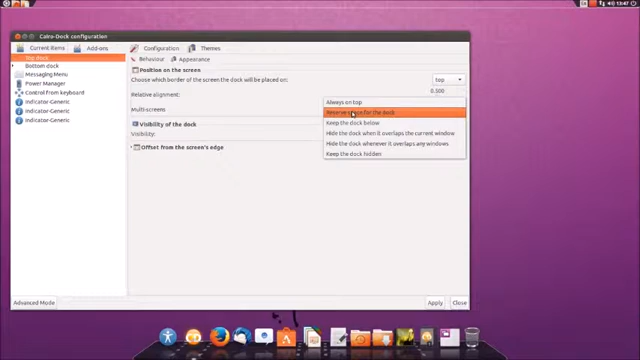 13:47
Cairo-Dock configuration
Current items
Add-ons
Configuration
Themes
Top dock
Bottom dock
Messaging Menu
Power Manager
Control from keyboard
Indicator-Generic
Indicator-Generic
Indicator-Generic
Behaviour
Appearance
Position on the screen
Choose which border of the screen the dock will be placed on:
top
Relative alignment:
0.500
Multi-screens
Visibility of the dock
Visibility:
Offset from the screen's edge
Always on top
Reserve space for the dock
Keep the dock below
Hide the dock when it overlaps the current window
Hide the dock whenever it overlaps any windows
Keep the dock hidden
Advanced Mode
Apply
Close